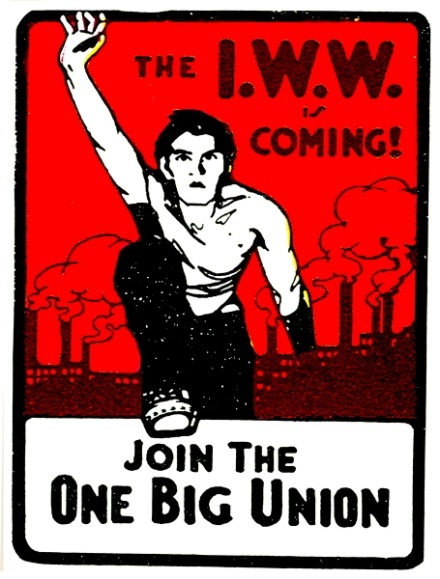 THE I.W.W.
IS
COMING!
JOIN THE
ONE BIG UNION